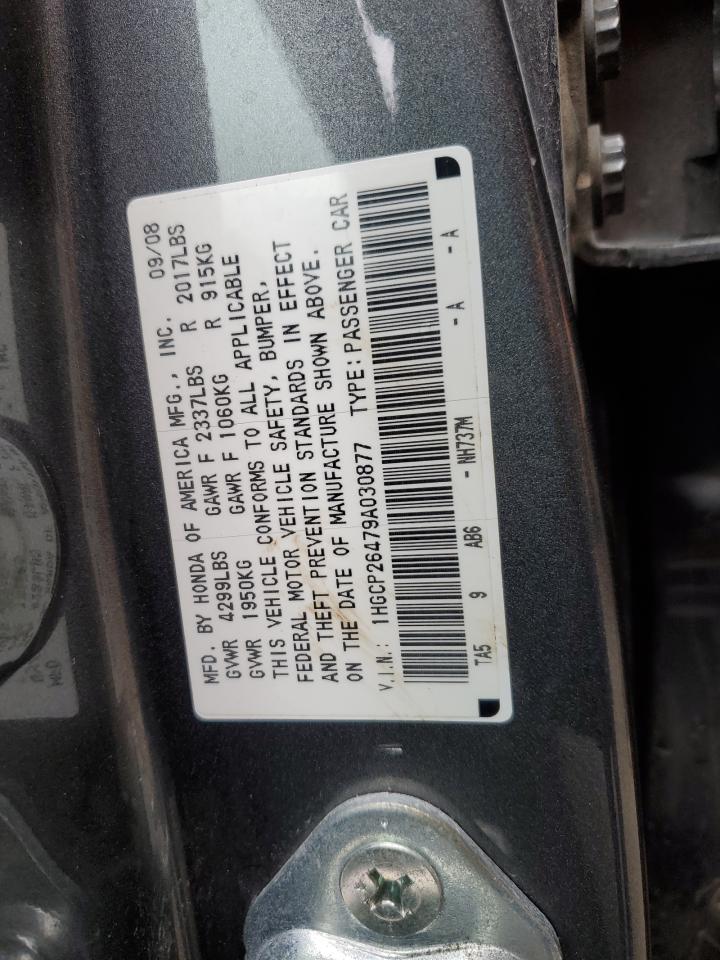 MFD. BY HONDA OF AMERICA MFG., INC. 09/08
GVWR 4299LBS GAWR F 2337LBS R 2017LBS
GVWR 1950KG GAWR F 1060KG R 915KG
THIS VEHICLE CONFORMS TO ALL APPLICABLE
FEDERAL MOTOR VEHICLE SAFETY, BUMPER,
AND THEFT PREVENTION STANDARDS IN EFFECT
ON THE DATE OF MANUFACTURE SHOWN ABOVE.
V.I.N.: 1HGCP26479A030877 TYPE:PASSENGER CAR
TA5 9 AB6 - NH737M - A - A